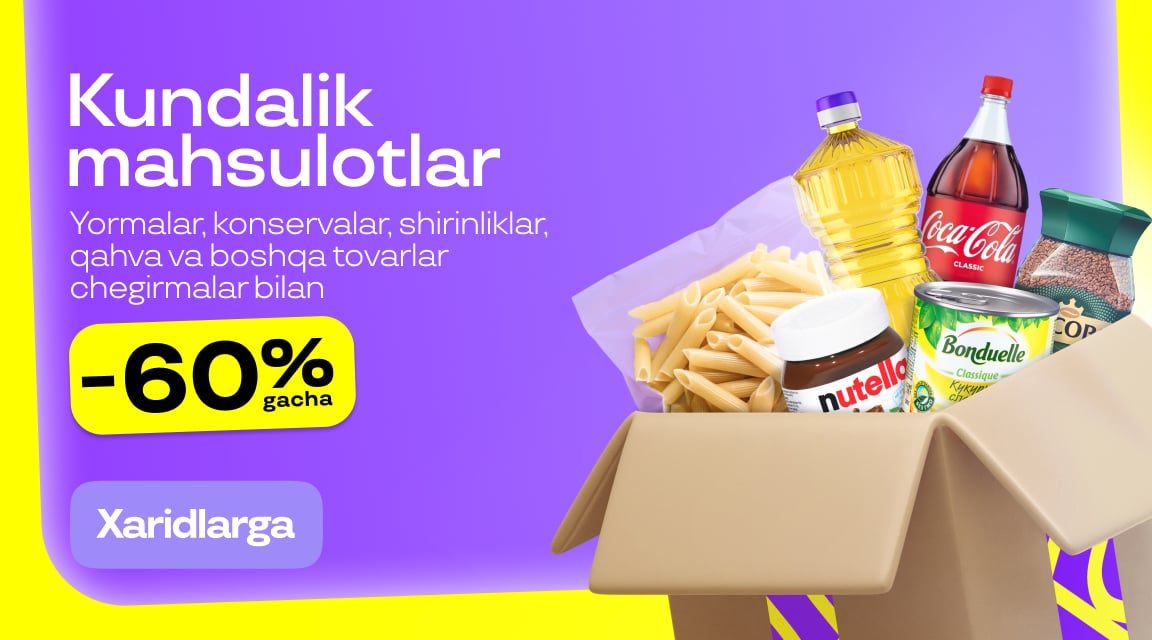 Kundalik
mahsulotlar
Yormalar, konservalar, shirinliklar,
qahva va boshqa tovarlar
chegirmalar bilan
-60%
gacha
Xaridlarga
Coca-Cola
CLASSIC
nutella
Bonduelle
Classique